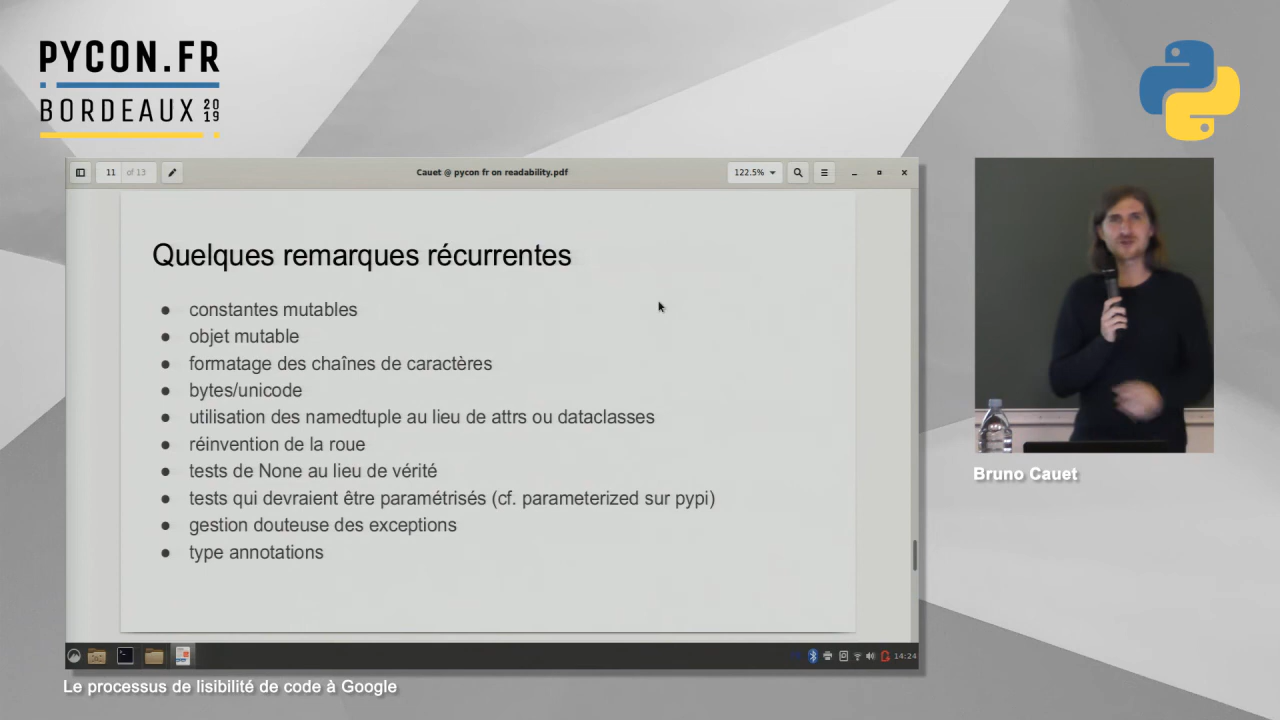 PYCON.FR
BORDEAUX 2019
11 of 13
Cauet @ pycon fr on readability.pdf
122.5%
Quelques remarques récurrentes
● constantes mutables
● objet mutable
● formatage des chaînes de caractères
● bytes/unicode
● utilisation des namedtuple au lieu de attrs ou dataclasses
● réinvention de la roue
● tests de None au lieu de vérité
● tests qui devraient être paramétrisés (cf. parameterized sur pypi)
● gestion douteuse des exceptions
● type annotations
14:24
Bruno Cauet
Le processus de lisibilité de code à Google